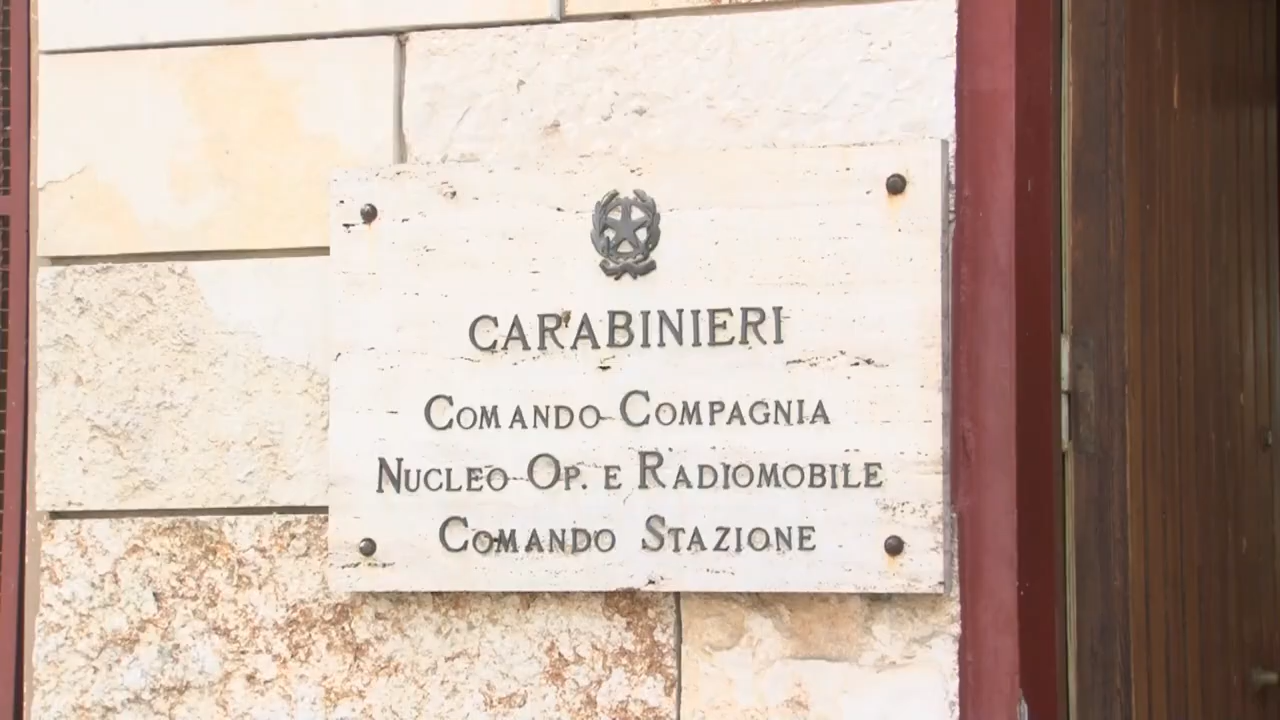 CARABINIERI
COMANDO COMPAGNIA
NUCLEO OP. E RADIOMOBILE
COMANDO STAZIONE